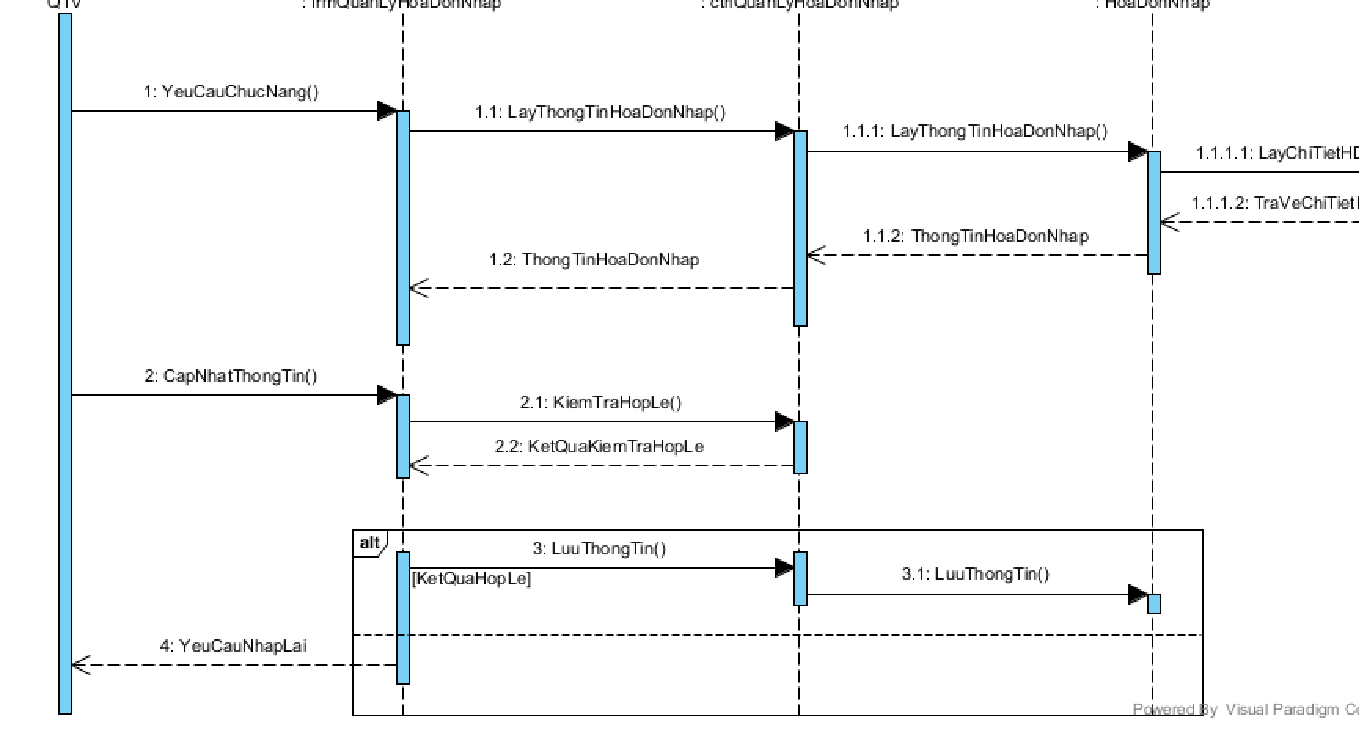 QTV
: frmQuanLyHoaDonNhap
: ctrlQuanLyHoaDonNhap
: HoaDonNhap
1: YeuCauChucNang()
1.1: LayThongTinHoaDonNhap()
1.1.1: LayThongTinHoaDonNhap()
1.1.1.1: LayChiTietHD
1.1.1.2: TraVeChiTiet
1.1.2: ThongTinHoaDonNhap
1.2: ThongTinHoaDonNhap
2: CapNhatThongTin()
2.1: KiemTraHopLe()
2.2: KetQuaKiemTraHopLe
alt
3: LuuThongTin()
[KetQuaHopLe]
3.1: LuuThongTin()
4: YeuCauNhapLai
Powered By Visual Paradigm Co